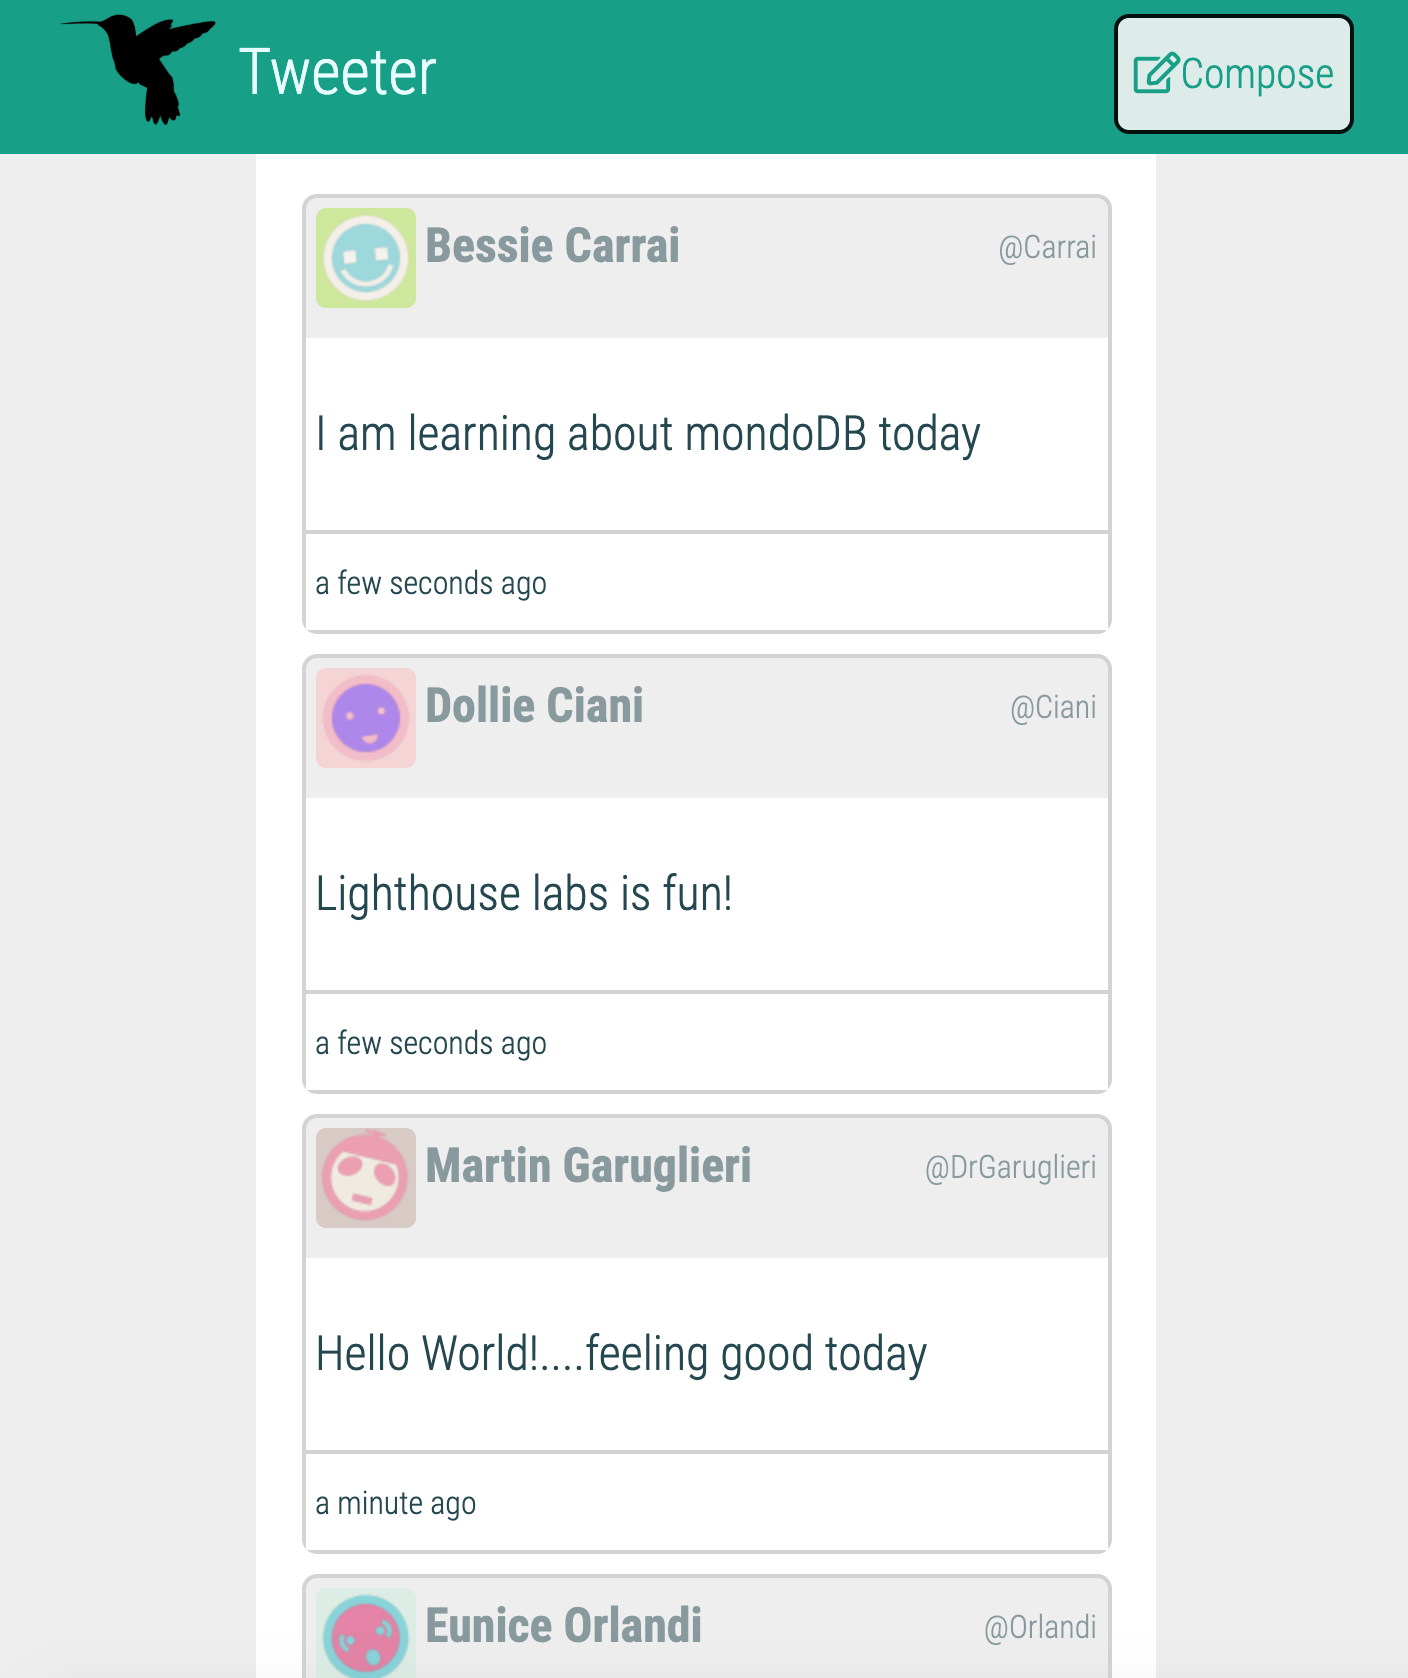 Tweeter
Compose
Bessie Carrai @Carrai
I am learning about mondoDB today
a few seconds ago
Dollie Ciani @Ciani
Lighthouse labs is fun!
a few seconds ago
Martin Garuglieri @DrGaruglieri
Hello World!....feeling good today
a minute ago
Eunice Orlandi @Orlandi